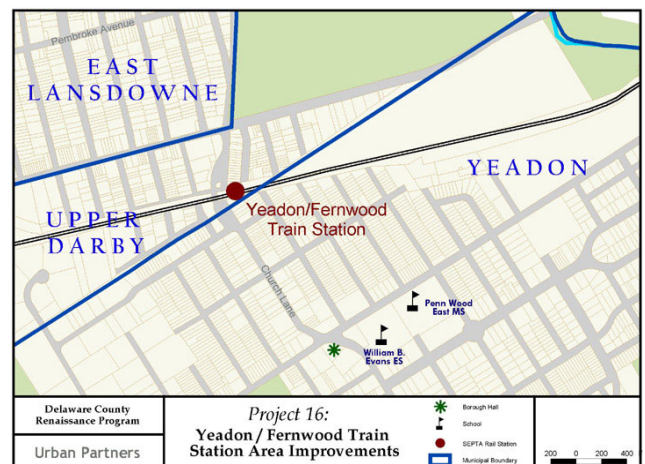 Pembroke Avenue
EAST
LANSDOWNE
YEADON
UPPER
DARBY
Yeadon/Fernwood
Train Station
Church Lane
Penn Wood
East MS
William B.
Evans ES
Delaware County
Renaissance Program
Urban Partners
Project 16:
Yeadon / Fernwood Train
Station Area Improvements
Borough Hall
School
SEPTA Rail Station
Municipal Boundary
200 0 200 400